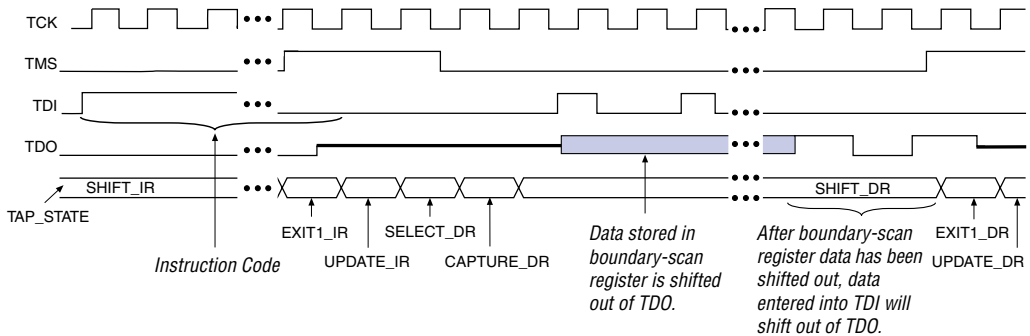 TCK
TMS
TDI
TDO
SHIFT_IR
SHIFT_DR
TAP_STATE
EXIT1_IR
SELECT_DR
EXIT1_DR
UPDATE_IR
CAPTURE_DR
UPDATE_DR
Instruction Code
Data stored in
boundary-scan
register is shifted
out of TDO.
After boundary-scan
register data has been
shifted out, data
entered into TDI will
shift out of TDO.